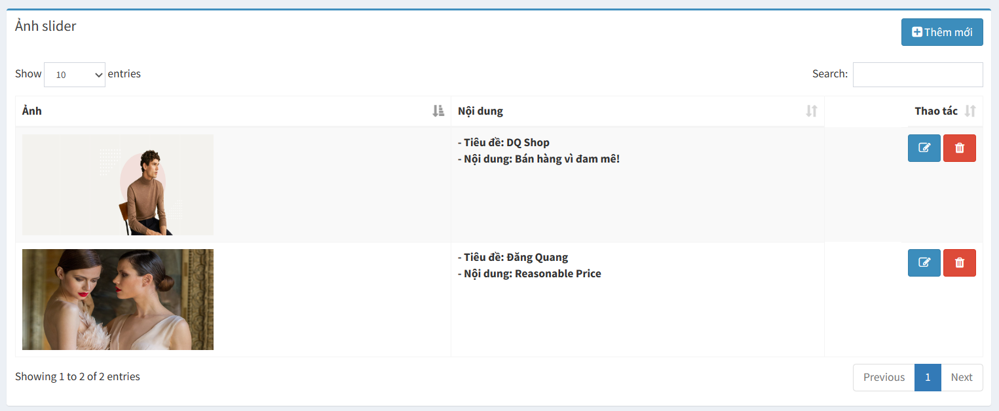 Ảnh slider
Thêm mới
Show 10 entries
Search:
Ảnh Nội dung Thao tác
- Tiêu đề: DQ Shop
- Nội dung: Bán hàng vì đam mê!
- Tiêu đề: Đăng Quang
- Nội dung: Reasonable Price
Showing 1 to 2 of 2 entries
Previous 1 Next